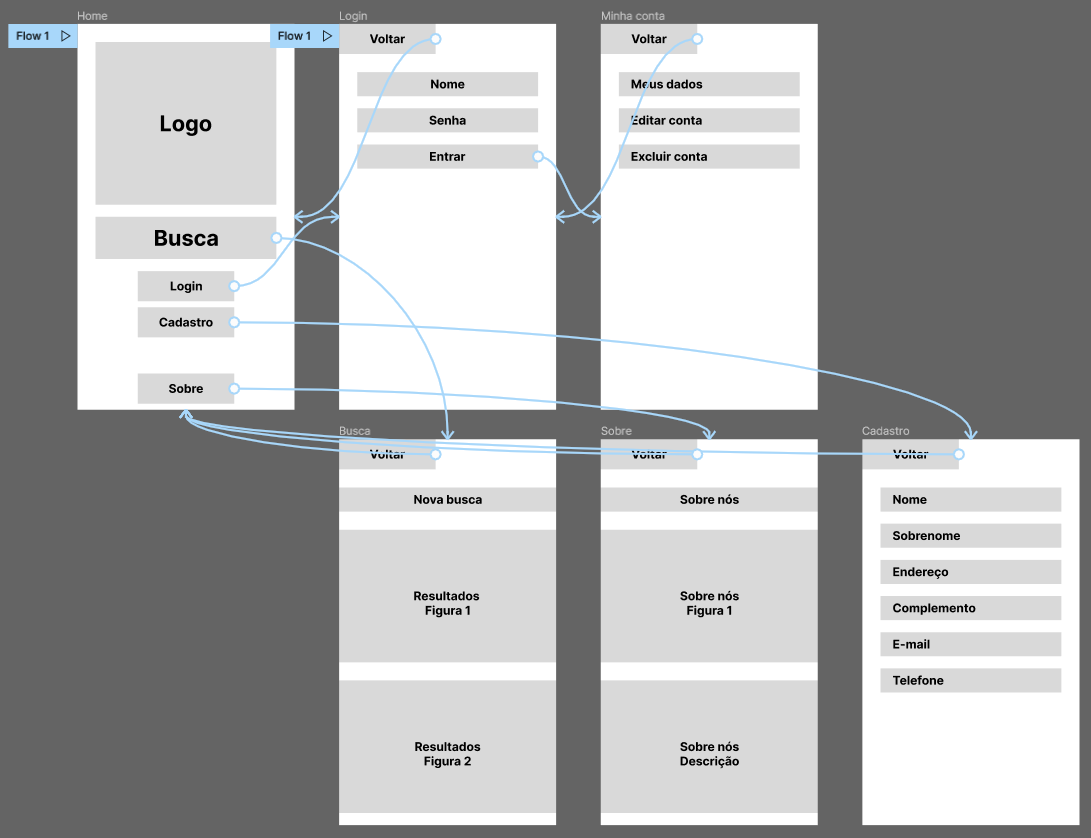 Home
Flow 1
Logo
Busca
Login
Cadastro
Sobre
Login
Flow 1
Voltar
Nome
Senha
Entrar
Minha conta
Voltar
Meus dados
Editar conta
Excluir conta
Busca
Voltar
Nova busca
Resultados
Figura 1
Resultados
Figura 2
Sobre
Voltar
Sobre nós
Sobre nós
Figura 1
Sobre nós
Descrição
Cadastro
Voltar
Nome
Sobrenome
Endereço
Complemento
E-mail
Telefone